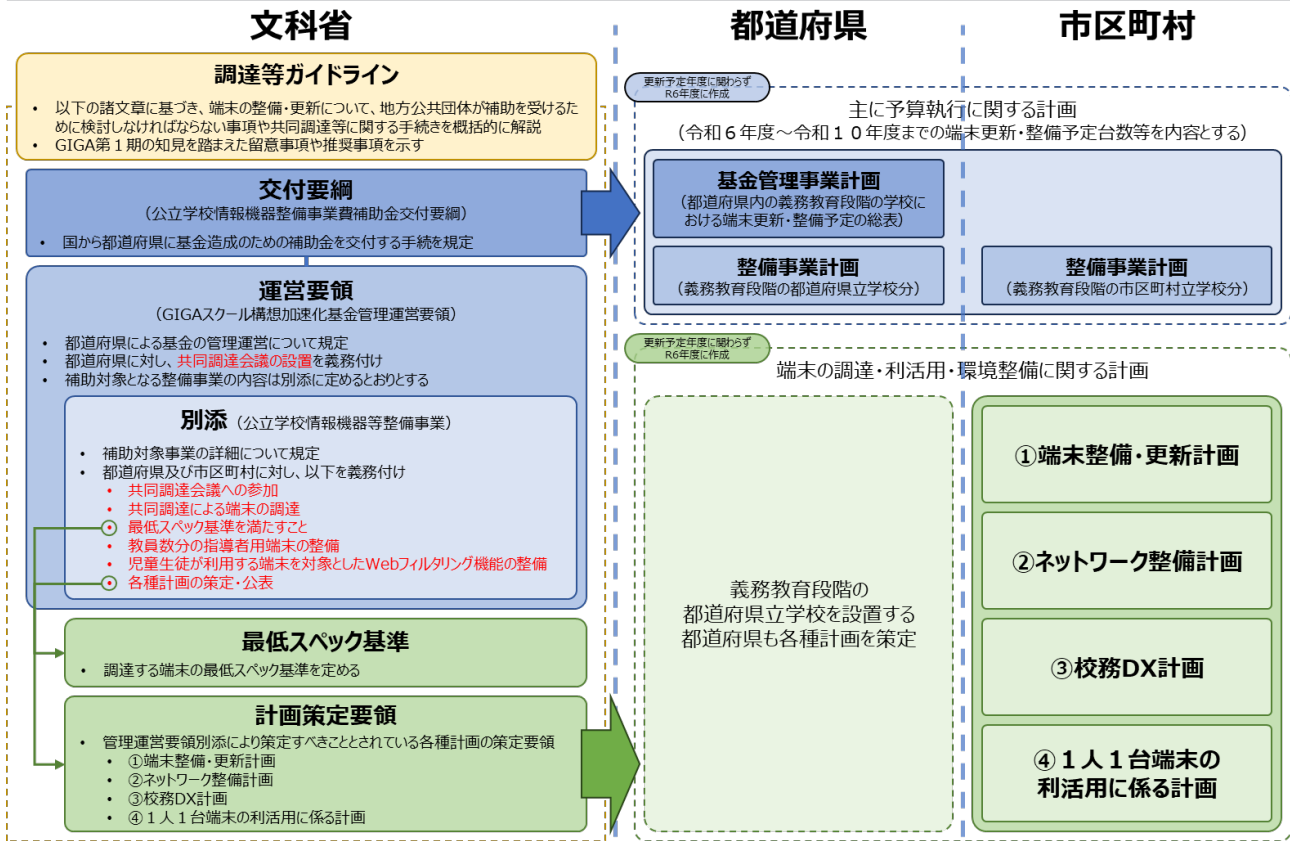 文科省
都道府県
市区町村
調達等ガイドライン
• 以下の諸文章に基づき、端末の整備・更新について、地方公共団体が補助を受けるた
めに検討しなければならない事項や共同調達等に関する手続きを概括的に解説
• GIGA第1期の知見を踏まえた留意事項や推奨事項を示す
交付要綱
（公立学校情報機器整備事業費補助金交付要綱）
• 国から都道府県に基金造成のための補助金を交付する手続を規定
運営要領
（GIGAスクール構想加速化基金管理運営要領）
• 都道府県による基金の管理運営について規定
• 都道府県に対し、共同調達会議の設置を義務付け
• 補助対象となる整備事業の内容は別添に定めるとおりとする
別添（公立学校情報機器等整備事業）
• 補助対象事業の詳細について規定
• 都道府県及び市区町村に対し、以下を義務付け
• 共同調達会議への参加
• 共同調達による端末の調達
• 最低スペック基準を満たすこと
• 教員数分の指導者用端末の整備
• 児童生徒が利用する端末を対象としたWebフィルタリング機能の整備
• 各種計画の策定・公表
最低スペック基準
• 調達する端末の最低スペック基準を定める
計画策定要領
• 管理運営要領別添により策定すべきこととされている各種計画の策定要領
• ①端末整備・更新計画
• ②ネットワーク整備計画
• ③校務DX計画
• ④１人１台端末の利活用に係る計画
更新予定年度に関わらず
R6年度に作成
主に予算執行に関する計画
（令和６年度～令和１０年度までの端末更新・整備予定台数等を内容とする）
基金管理事業計画
（都道府県内の義務教育段階の学校に
おける端末更新・整備予定の総表）
整備事業計画
（義務教育段階の都道府県立学校分）
整備事業計画
（義務教育段階の市区町村立学校分）
更新予定年度に関わらず
R6年度に作成
端末の調達・利活用・環境整備に関する計画
義務教育段階の
都道府県立学校を設置する
都道府県も各種計画を策定
①端末整備・更新計画
②ネットワーク整備計画
③校務DX計画
④１人１台端末の
利活用に係る計画